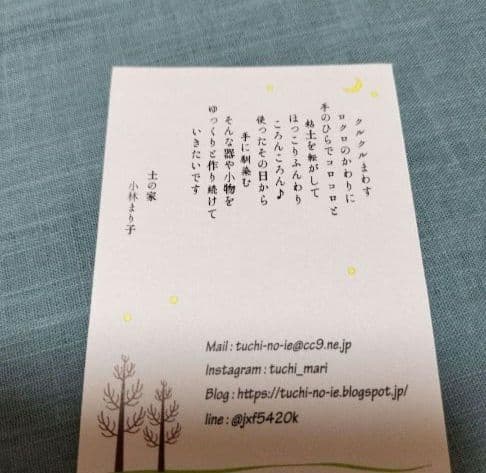 クルクルまわす
ロクロのかわりに
手のひらでコロコロと
粘土を転がして
ほっこりふんわり
ころんころん♪
使ったその日から
手に馴染む
そんな器や小物を
ゆっくりと作り続けて
いきたいです
土の家
小林まり子
Mail : tuchi-no-ie@cc9.ne.jp
Instagram : tuchi_mari
Blog : https://tuchi-no-ie.blogspot.jp/
line : @jxf5420k